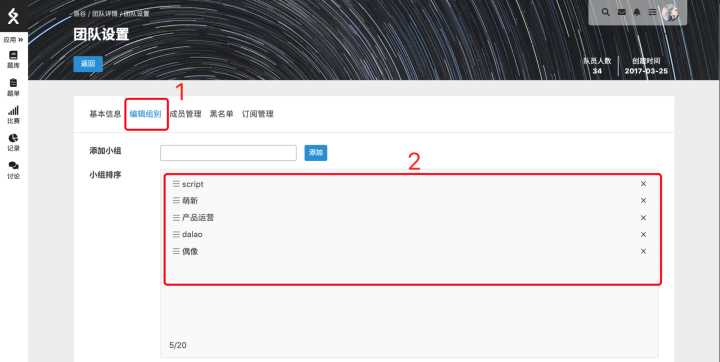 洛谷 / 团队详情 / 团队设置
团队设置
返回
队员人数
34
创建时间
2017-03-25
应用 »
题库
题单
比赛
记录
讨论
1
基本信息 编辑组别 成员管理 黑名单 订阅管理
添加小组 添加
2
小组排序
script ×
萌新 ×
产品运营 ×
dalao ×
偶像 ×
5/20